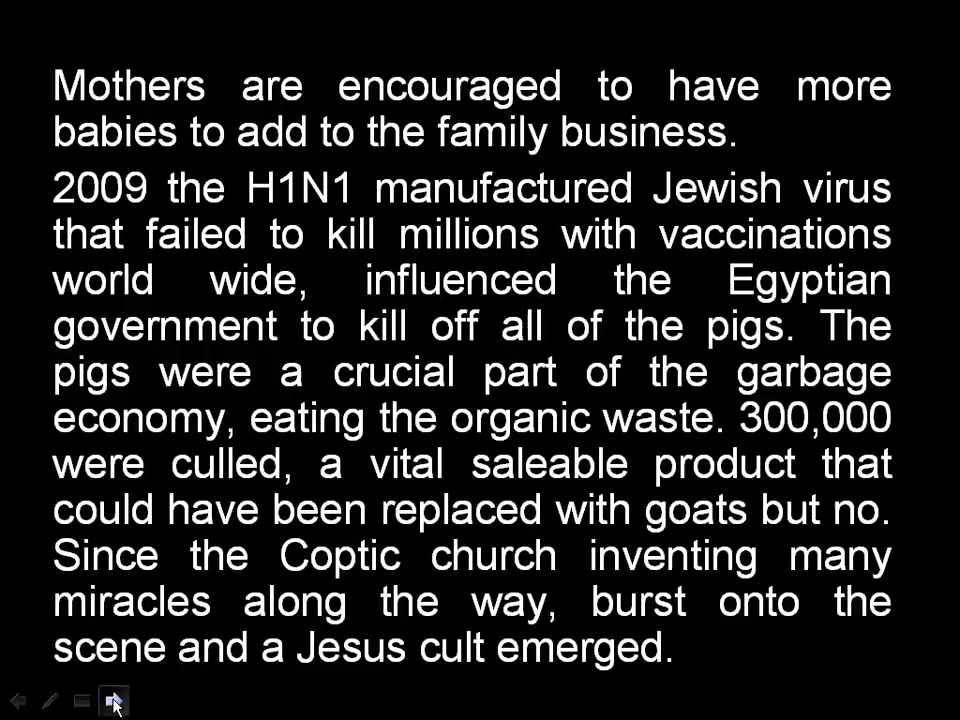 Mothers are encouraged to have more
babies to add to the family business.
2009 the H1N1 manufactured Jewish virus
that failed to kill millions with vaccinations
world wide, influenced the Egyptian
government to kill off all of the pigs. The
pigs were a crucial part of the garbage
economy, eating the organic waste. 300,000
were culled, a vital saleable product that
could have been replaced with goats but no.
Since the Coptic church inventing many
miracles along the way, burst onto the
scene and a Jesus cult emerged.